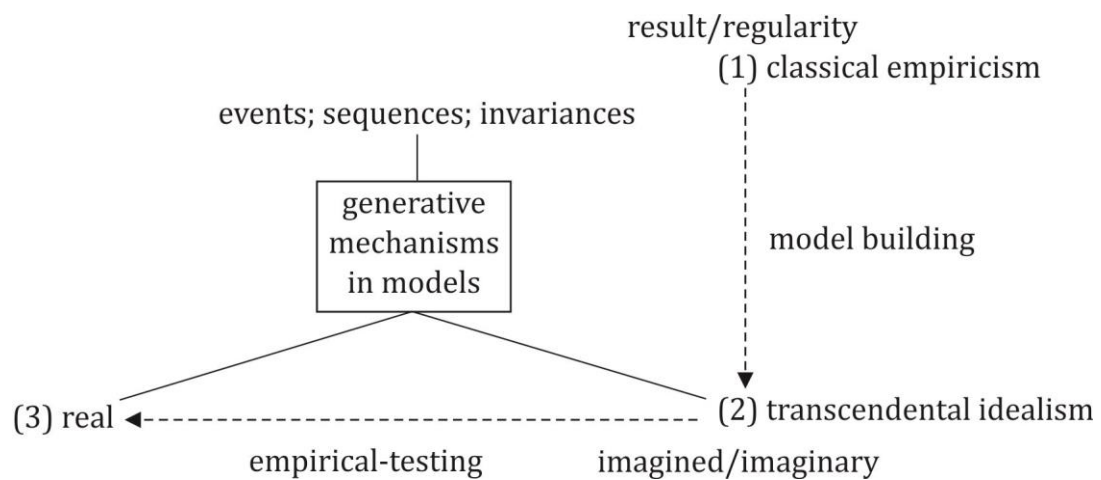 result/regularity
(1) classical empiricism
events; sequences; invariances
generative
mechanisms
in models
model building
(3) real
(2) transcendental idealism
empirical-testing
imagined/imaginary